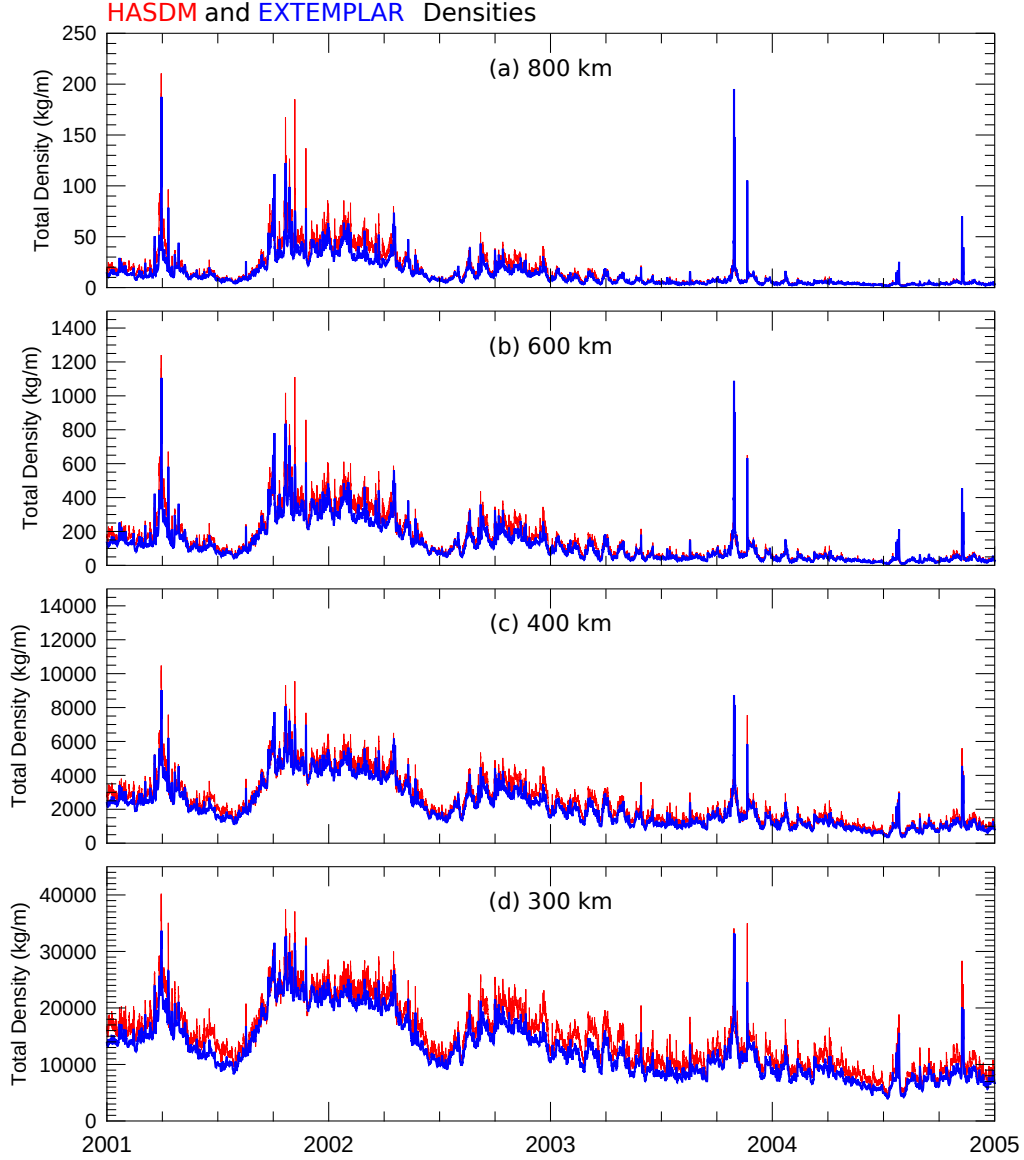 HASDM and EXTEMPLAR Densities
250
(a) 800 km
200
150
100
50
0
Total Density (kg/m)
1400
(b) 600 km
1200
1000
800
600
400
200
0
Total Density (kg/m)
14000
(c) 400 km
12000
10000
8000
6000
4000
2000
0
Total Density (kg/m)
40000
(d) 300 km
30000
20000
10000
0
Total Density (kg/m)
2001 2002 2003 2004 2005